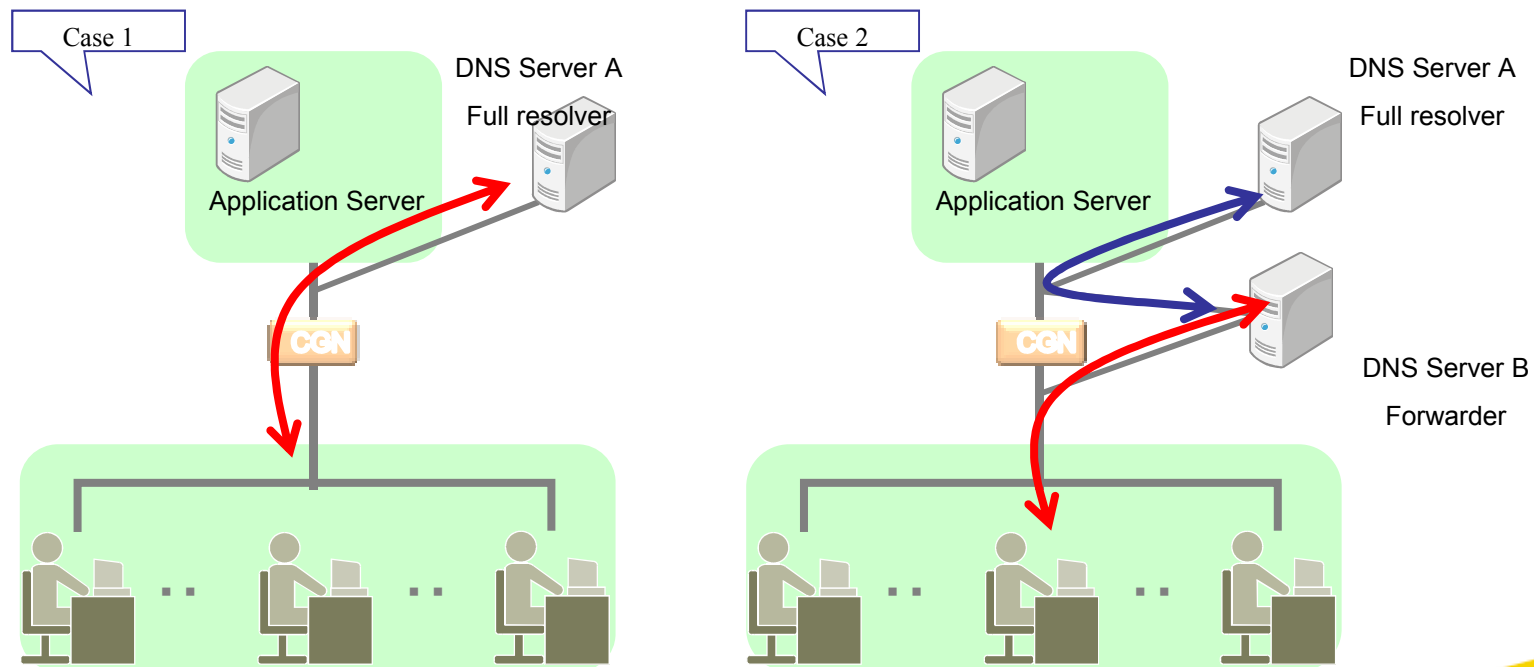 Case 1
DNS Server A
Full resolver
Application Server
CGN
. .
. .
Case 2
DNS Server A
Full resolver
Application Server
CGN
DNS Server B
Forwarder
. .
. .